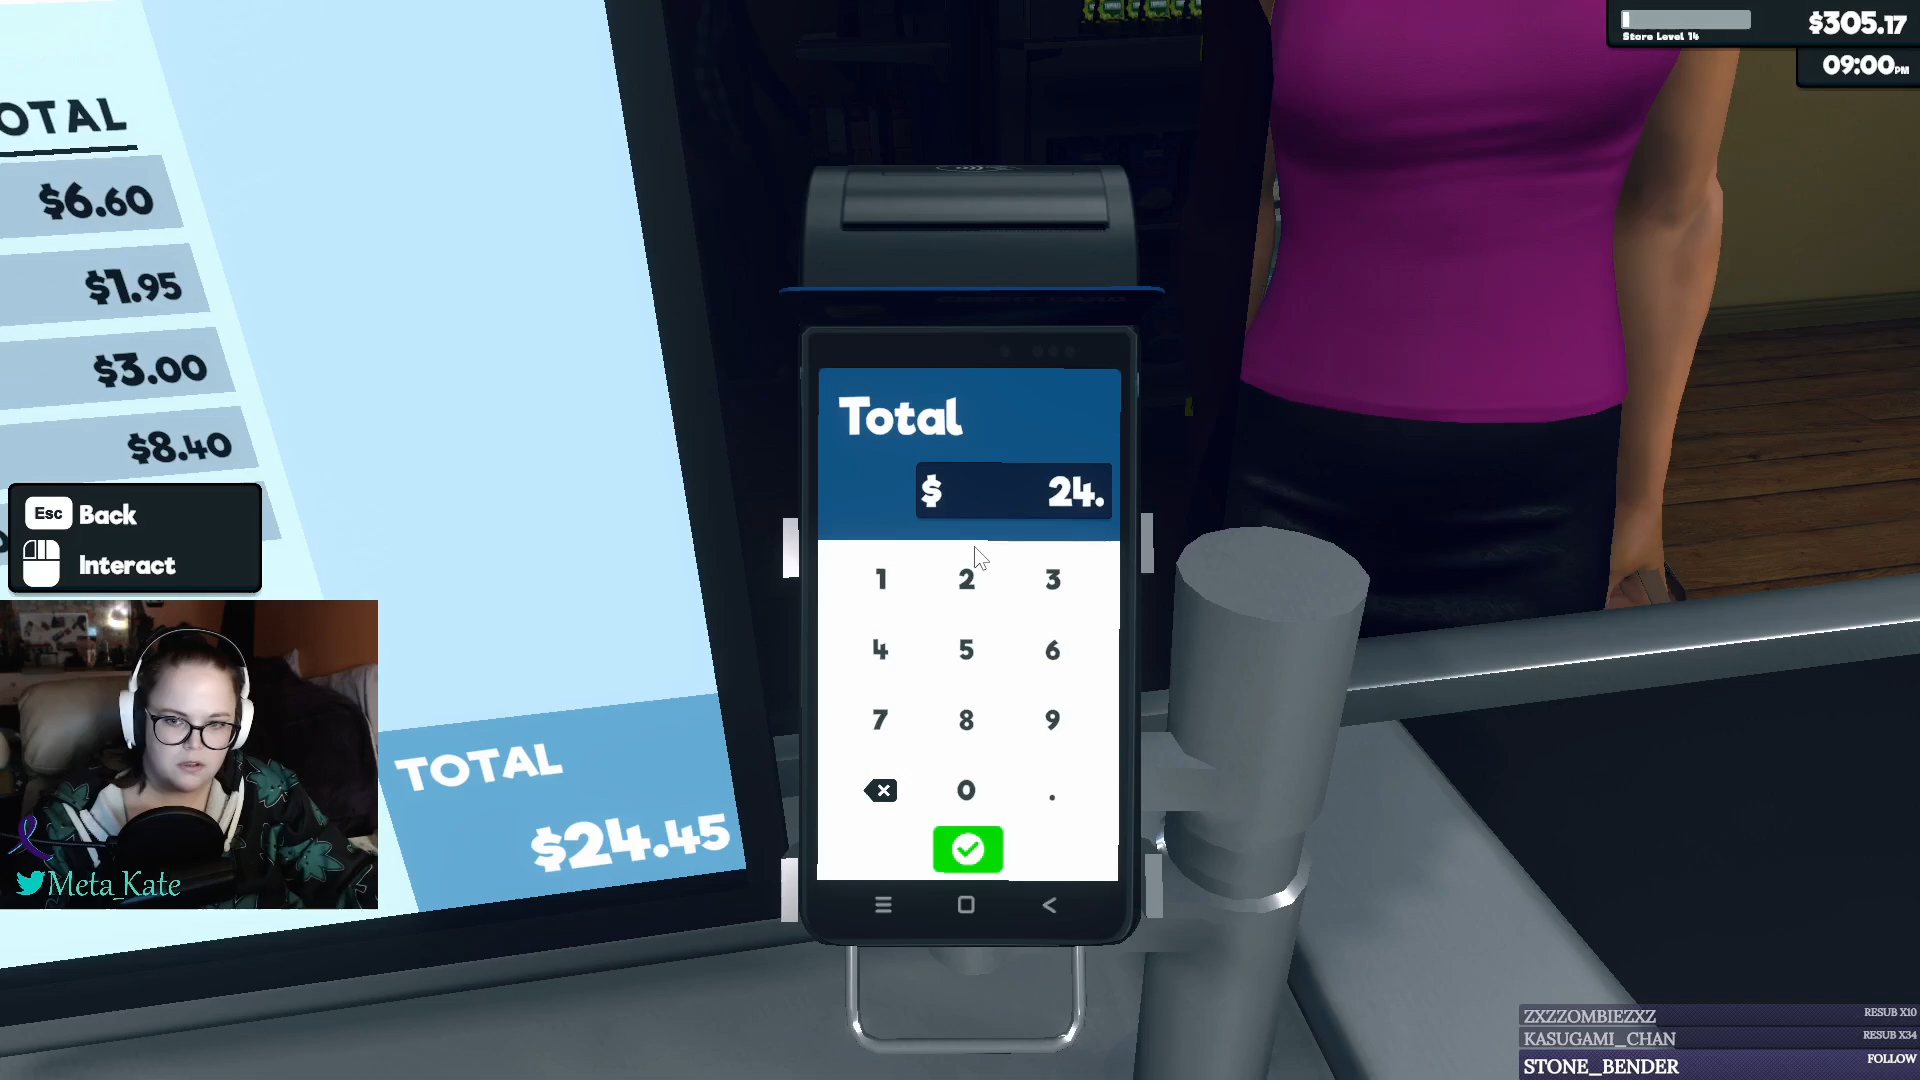 $305.17
Store Level 14
09:00PM
OTAL
$6.60
$1.95
$3.00
$8.40
Esc Back
Interact
Total
$ 24.
1 2 3
4 5 6
7 8 9
0 .
TOTAL
$24.45
Meta_Kate
ZXZZOMBIEZXZ RESUB X10
KASUGAMI_CHAN RESUB X34
STONE_BENDER FOLLOW